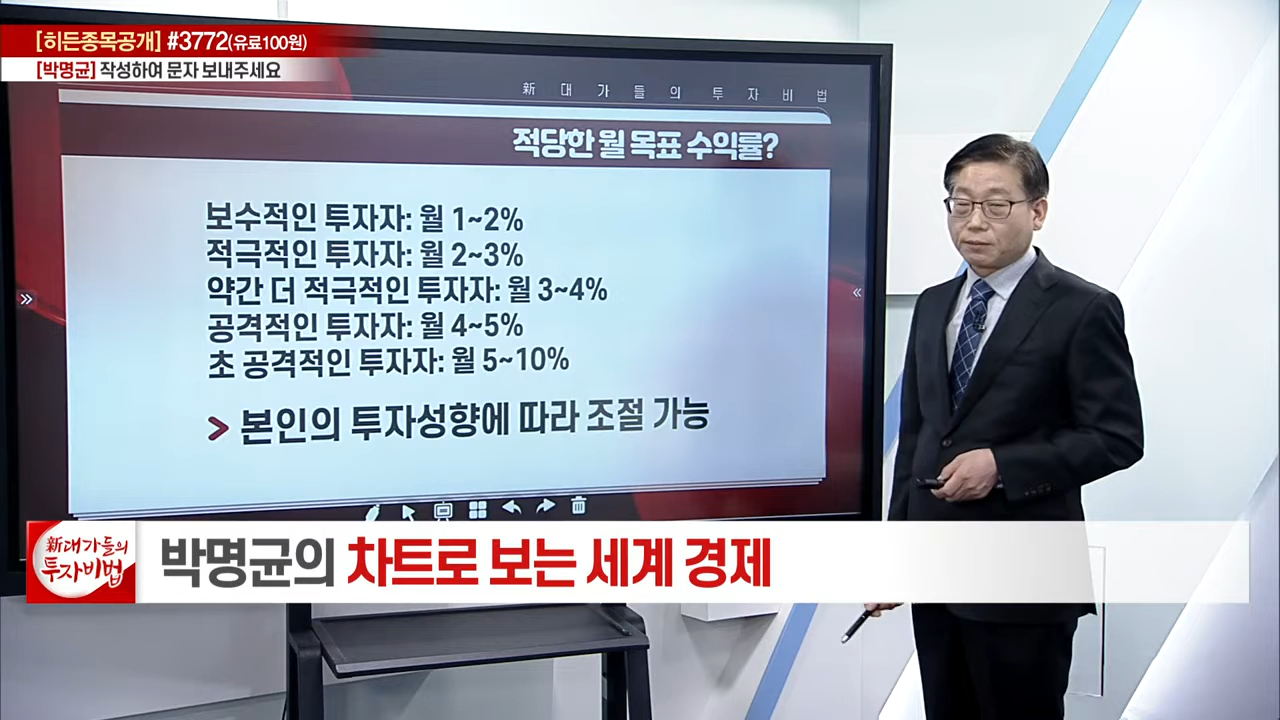 [히든종목공개] #3772(유료100원)
[박명균] 작성하여 문자 보내주세요
新 대 가 들 의 투 자 비 법
적당한 월 목표 수익률?
보수적인 투자자: 월 1~2%
적극적인 투자자: 월 2~3%
약간 더 적극적인 투자자: 월 3~4%
공격적인 투자자: 월 4~5%
초 공격적인 투자자: 월 5~10%
> 본인의 투자성향에 따라 조절 가능
新대가들의
투자비법
박명균의 차트로 보는 세계 경제